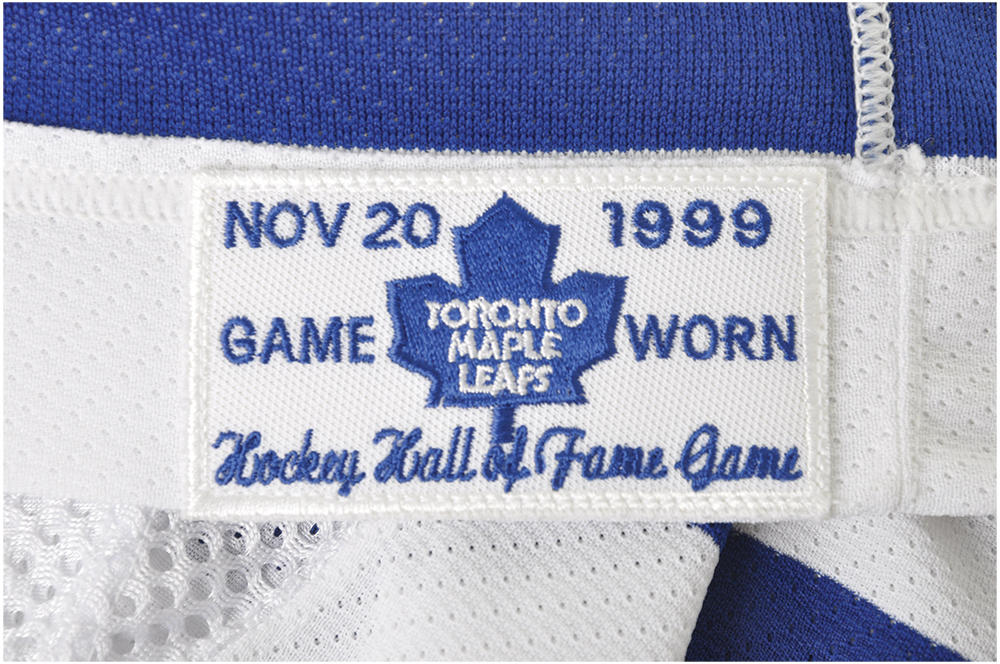 NOV 20 1999
TORONTO
GAME MAPLE WORN
LEAFS
Hockey Hall of Fame Game